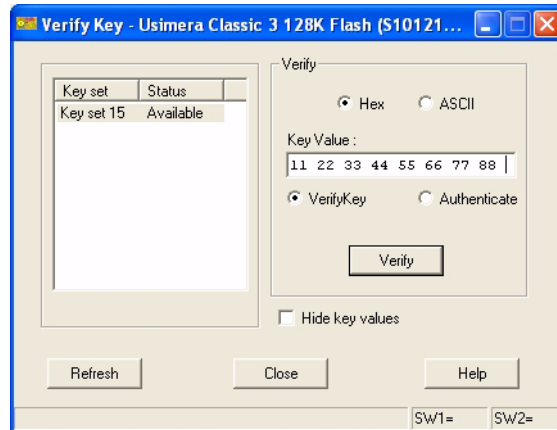 Verify Key - Usimera Classic 3 128K Flash (S10121...
Key set Status
Key set 15 Available
Verify
Hex ASCII
Key Value :
11 22 33 44 55 66 77 88
VerifyKey Authenticate
Verify
Hide key values
Refresh Close Help
SW1= SW2=